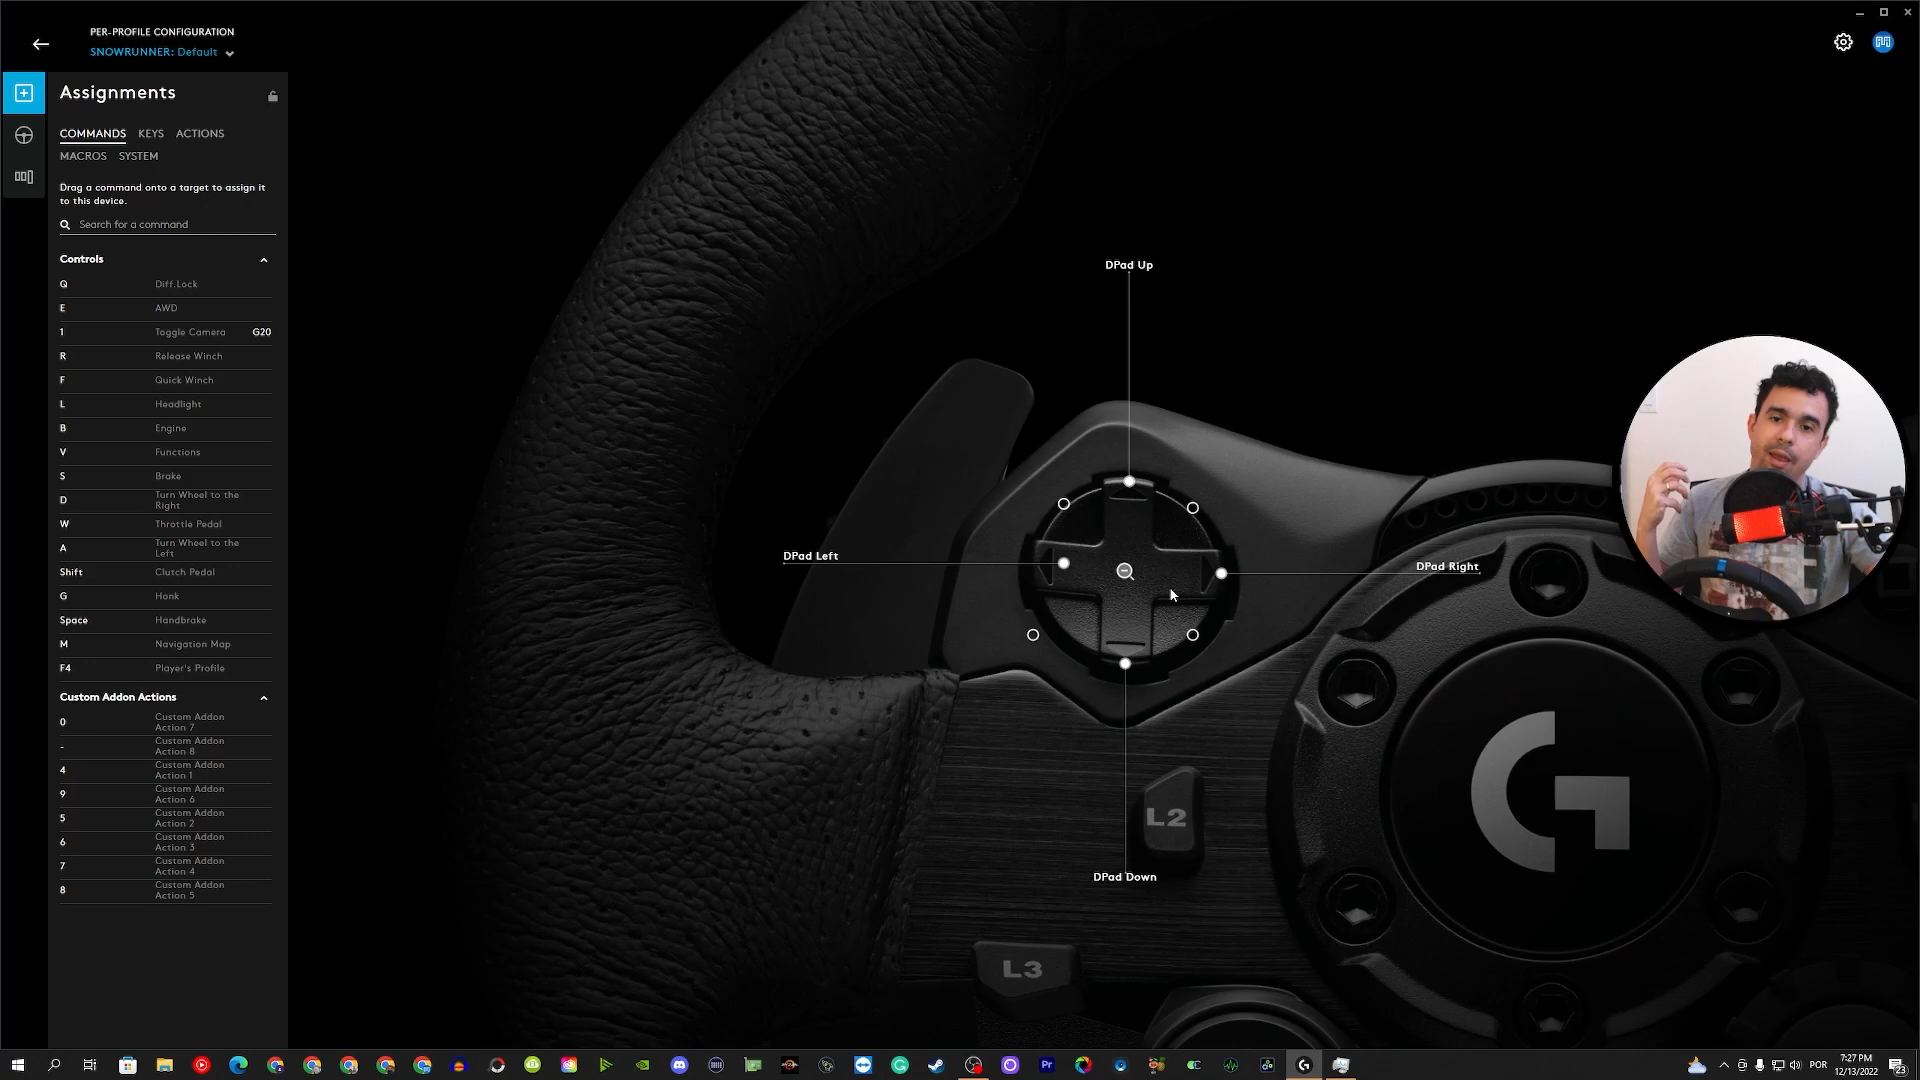 PER-PROFILE CONFIGURATION
SNOWRUNNER: Default
Assignments
COMMANDS KEYS ACTIONS
MACROS SYSTEM
Drag a command onto a target to assign it
to this device.
Search for a command
Controls
Q Diff.Lock
E AWD
1 Toggle Camera G20
R Release Winch
F Quick Winch
L Headlight
B Engine
V Functions
S Brake
D Turn Wheel to the
Right
W Throttle Pedal
A Turn Wheel to the
Left
Shift Clutch Pedal
G Honk
Space Handbrake
M Navigation Map
F4 Player's Profile
Custom Addon Actions
0 Custom Addon
Action 7
- Custom Addon
Action 8
4 Custom Addon
Action 1
9 Custom Addon
Action 6
5 Custom Addon
Action 2
6 Custom Addon
Action 3
7 Custom Addon
Action 4
8 Custom Addon
Action 5
DPad Up
DPad Left
DPad Right
DPad Down
L2
L3
G
Pr
POR
7:27 PM
12/13/2022
23